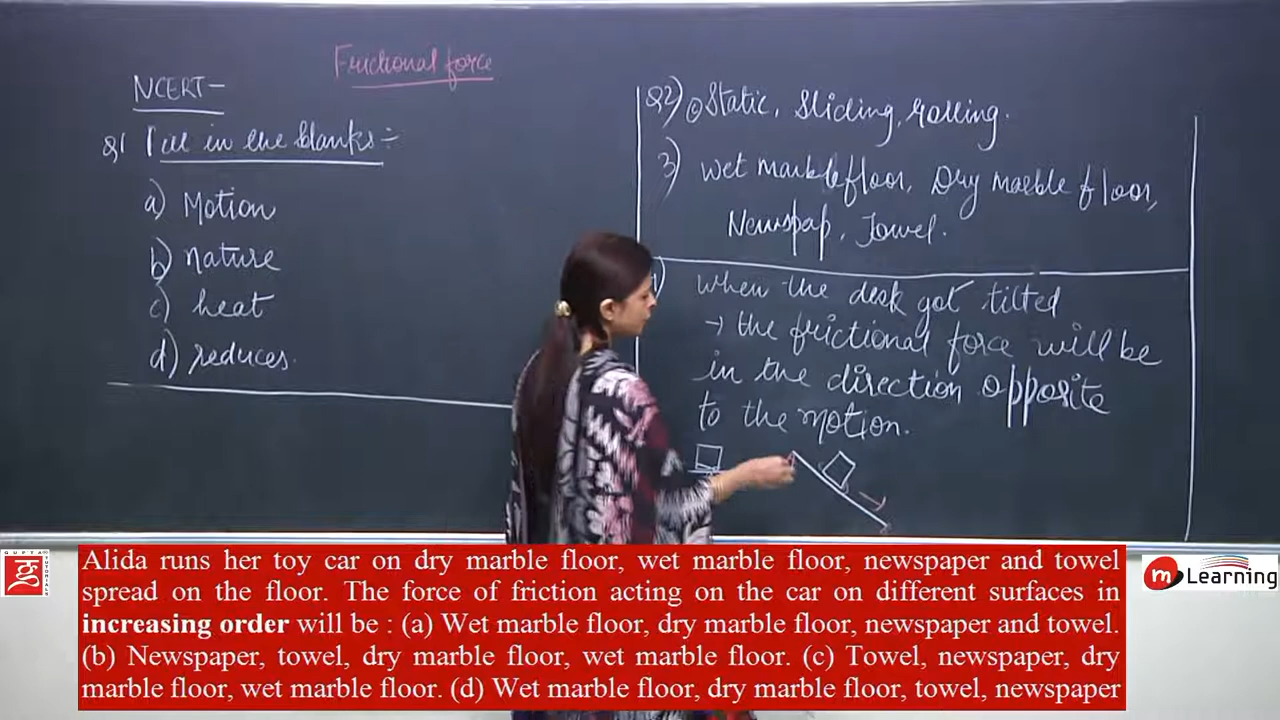 Frictional force
NCERT-
Q1 Fill in the blanks:-
a) Motion
b) nature
c) heat
d) reduces.
Q2) Static, Sliding, rolling.
3) Wet marble floor, Dry marble floor,
Newspap, Towel.
when the desk got tilted
→ the frictional force will be
in the direction opposite
to the motion.
GUPTA TUTORIALS
Alida runs her toy car on dry marble floor, wet marble floor, newspaper and towel
spread on the floor. The force of friction acting on the car on different surfaces in
increasing order will be : (a) Wet marble floor, dry marble floor, newspaper and towel.
(b) Newspaper, towel, dry marble floor, wet marble floor. (c) Towel, newspaper, dry
marble floor, wet marble floor. (d) Wet marble floor, dry marble floor, towel, newspaper
m Learning